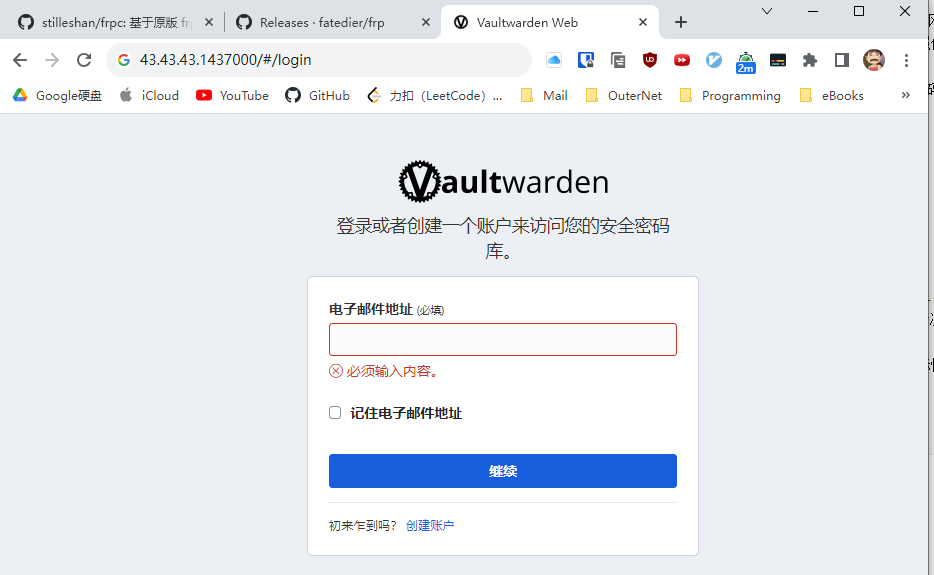 stilleshan/frpc: 基于原版 fr
Releases · fatedier/frp
Vaultwarden Web
43.43.43.1437000/#/login
2m
Google硬盘
iCloud
YouTube
GitHub
力扣（LeetCode）...
Mail
OuterNet
Programming
eBooks
»
Vaultwarden
登录或者创建一个账户来访问您的安全密码
库。
电子邮件地址 (必填)
必须输入内容。
记住电子邮件地址
继续
初来乍到吗? 创建账户